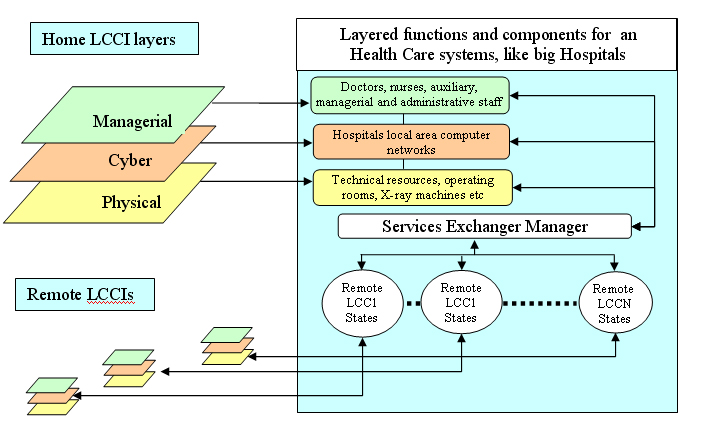 Home LCCI layers
Layered functions and components for an
Health Care systems, like big Hospitals
Managerial
Cyber
Physical
Doctors, nurses, auxiliary,
managerial and administrative staff
Hospitals local area computer
networks
Technical resources, operating
rooms, X-ray machines etc
Services Exchanger Manager
Remote LCCIs
Remote
LCC1
States
Remote
LCC1
States
Remote
LCCN
States